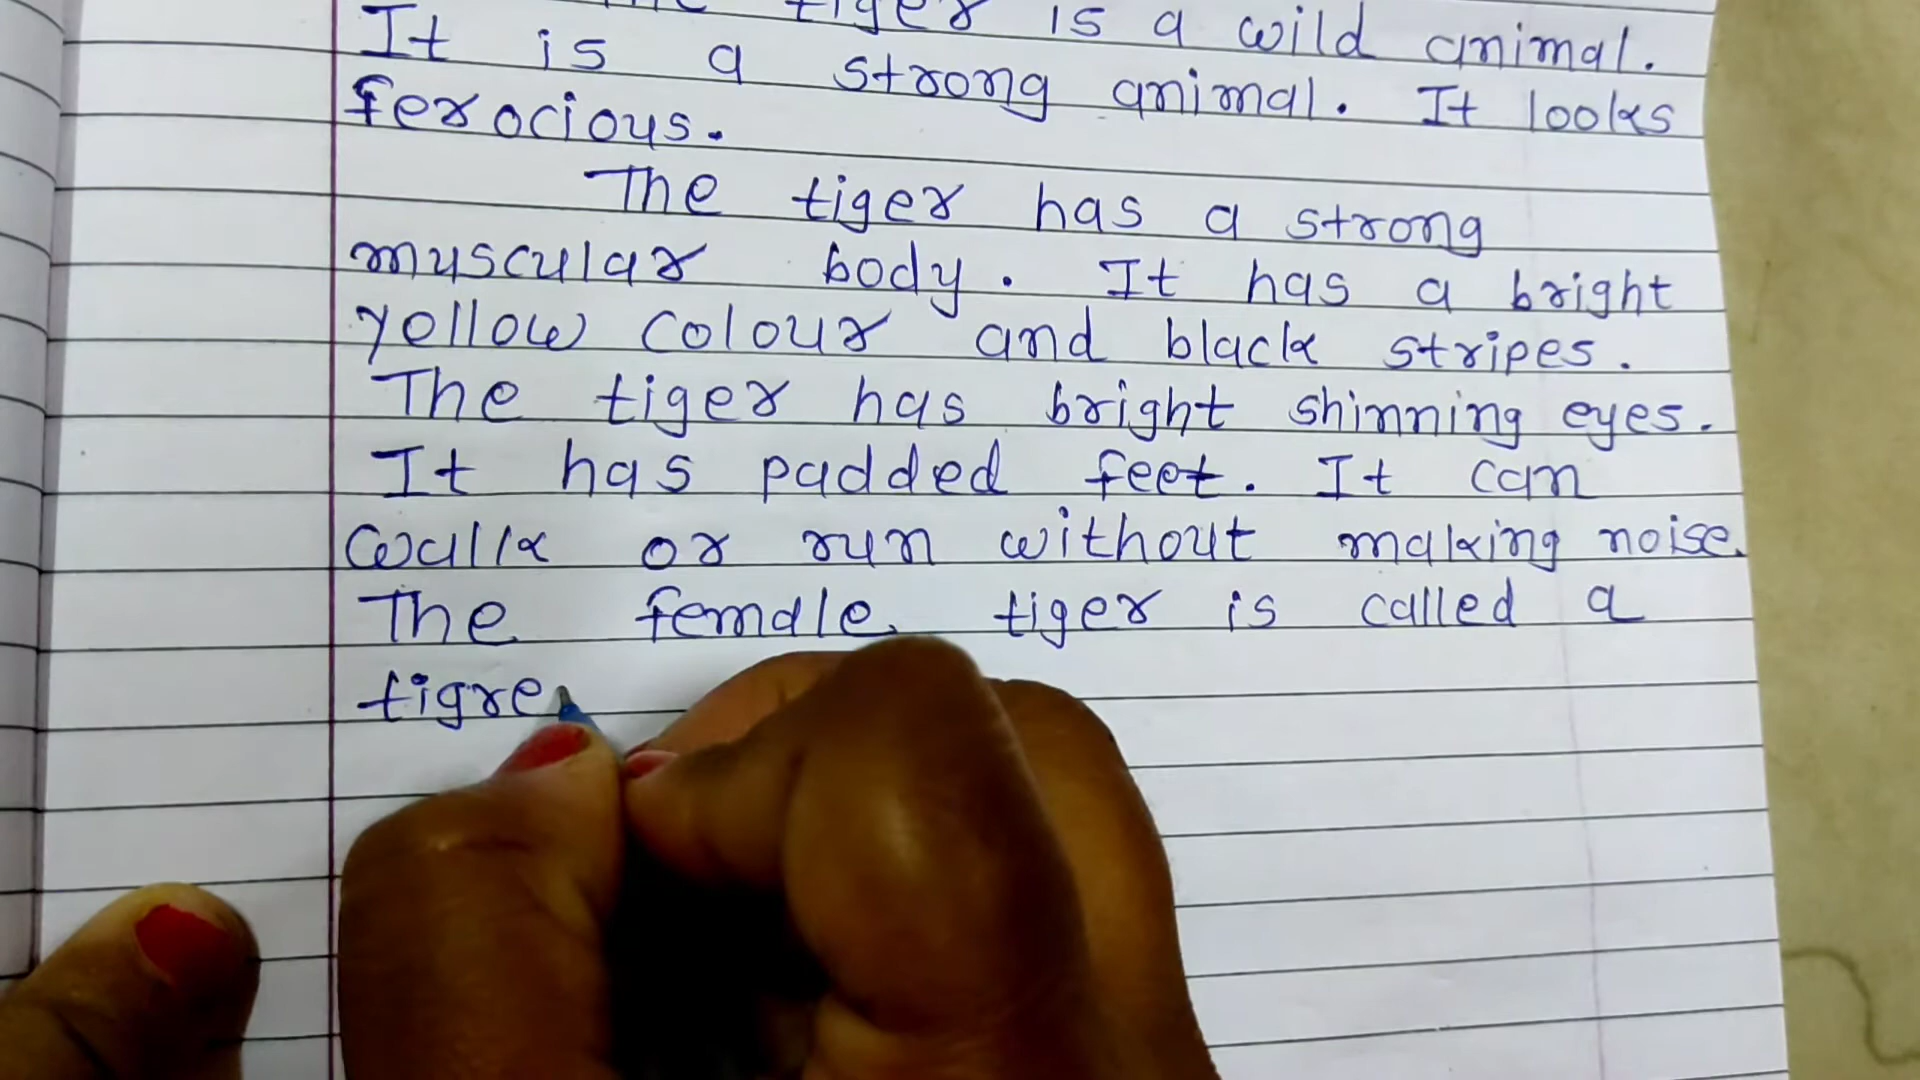 The tiger is a wild animal.
It is a strong animal. It looks
ferocious.
The tiger has a strong
muscular body. It has a bright
yellow colour and black stripes.
The tiger has bright shinning eyes.
It has padded feet. It can
walk or run without making noise.
The female tiger is called a
tigre